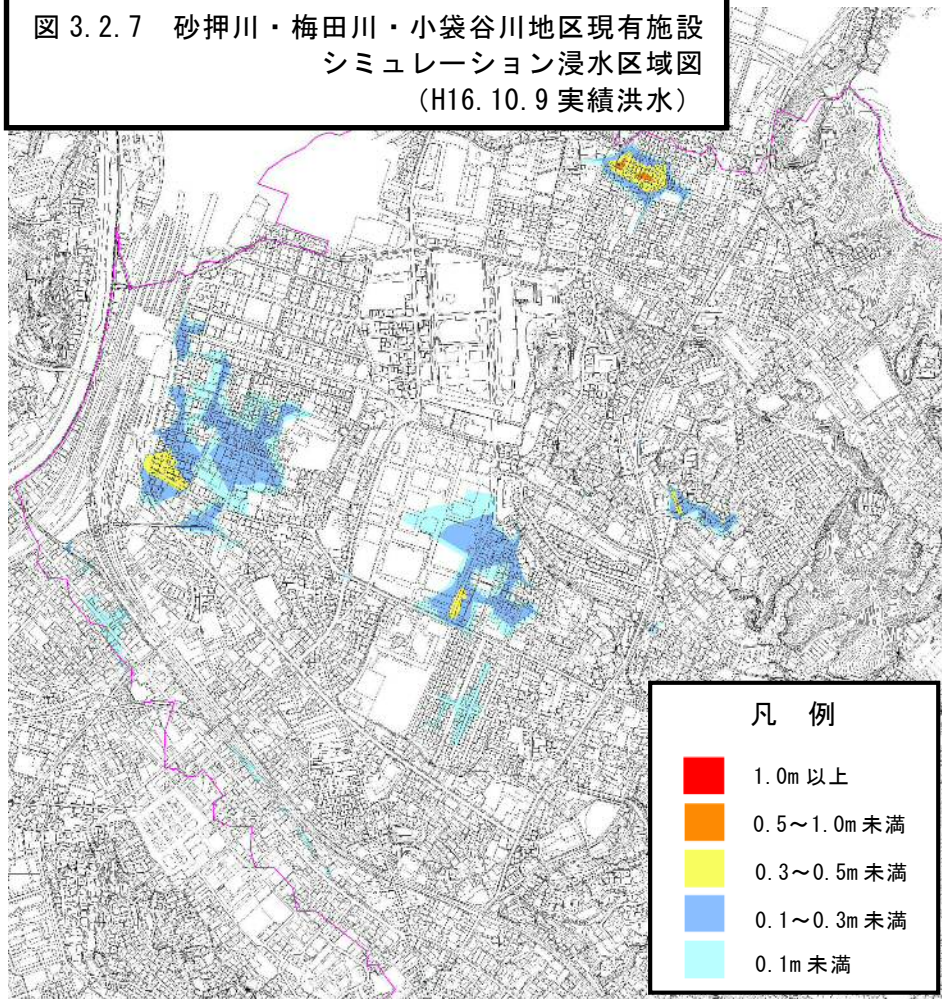 図 3.2.7 砂押川・梅田川・小袋谷川地区現有施設
シミュレーション浸水区域図
(H16.10.9 実績洪水)
凡 例
1.0m 以上
0.5～1.0m 未満
0.3～0.5m 未満
0.1～0.3m 未満
0.1m 未満